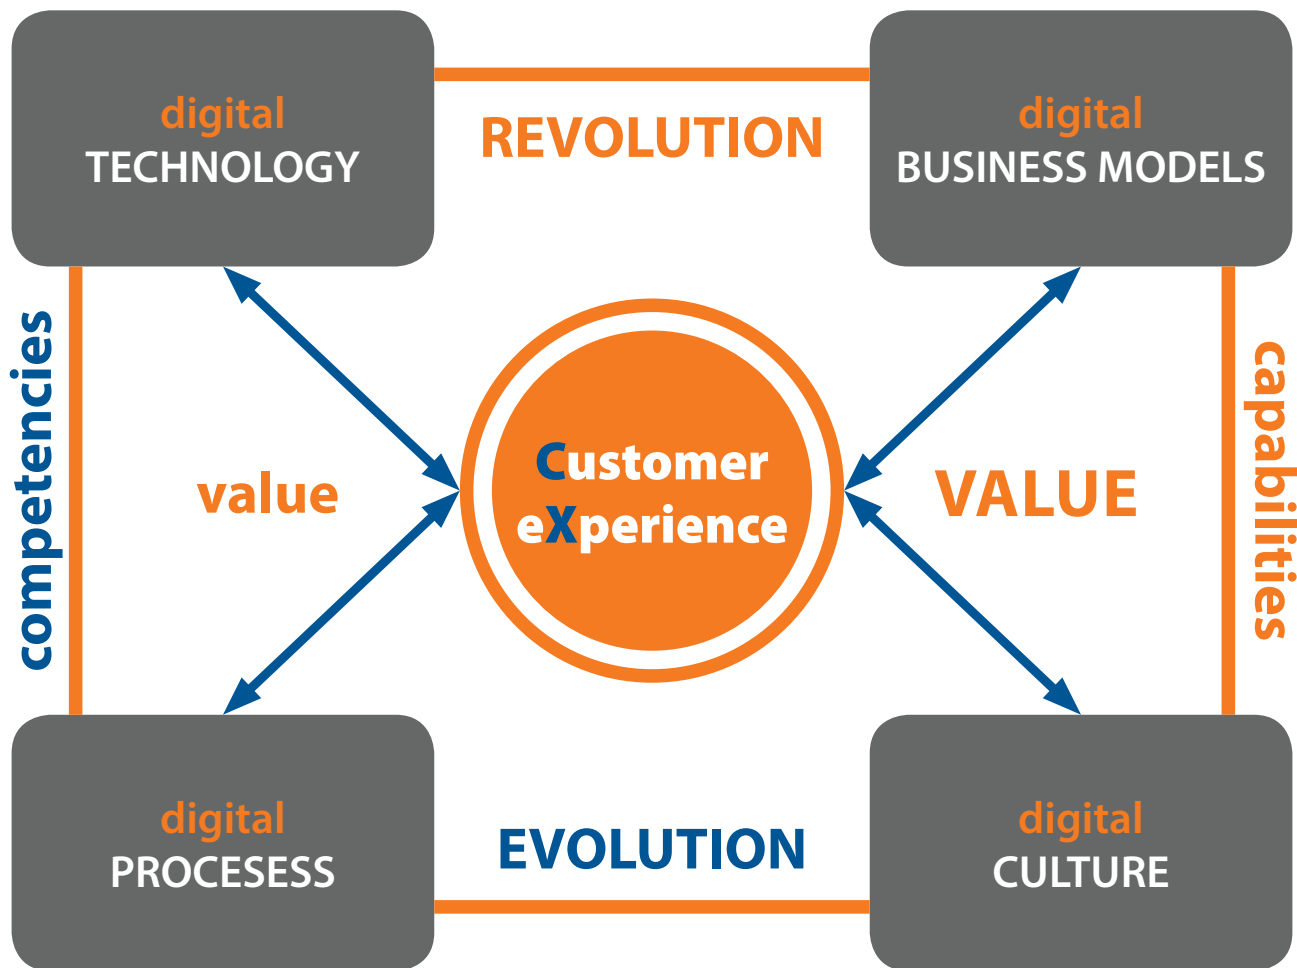 digital
TECHNOLOGY
REVOLUTION
digital
BUSINESS MODELS
competencies
value
Customer
eXperience
VALUE
capabilities
digital
PROCESESS
EVOLUTION
digital
CULTURE